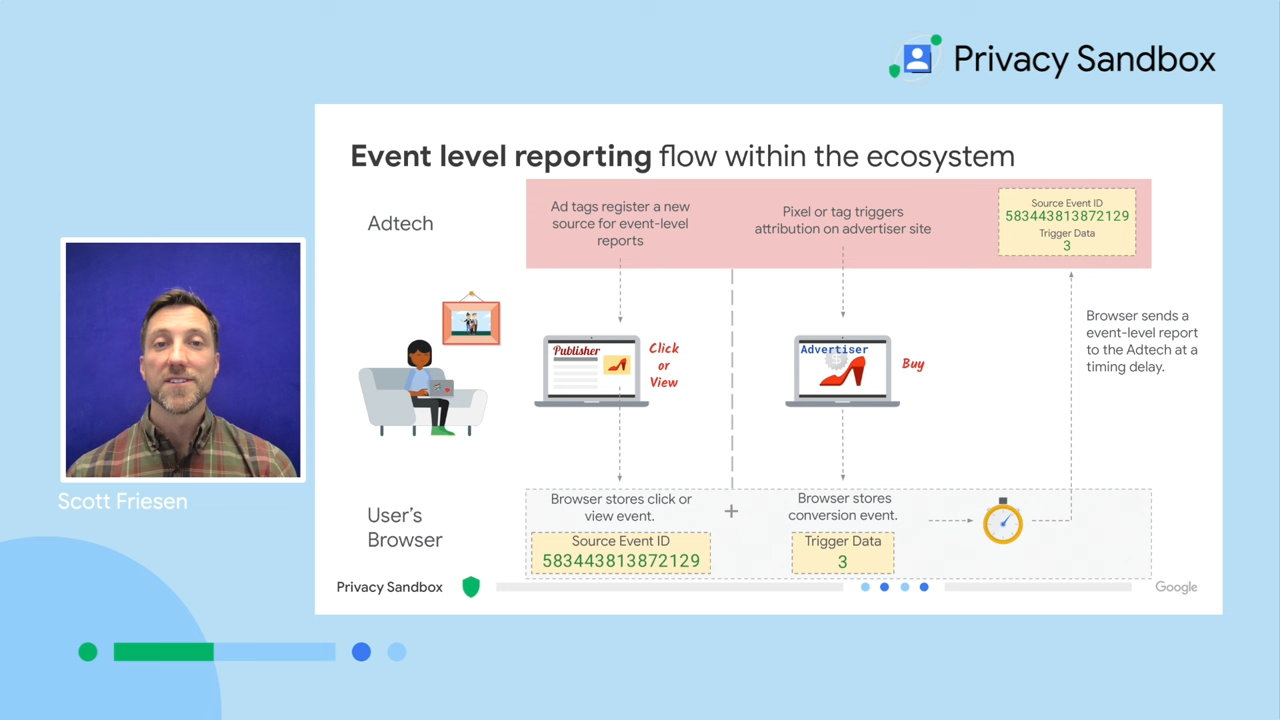 Privacy Sandbox
Event level reporting flow within the ecosystem
Adtech
Ad tags register a new
source for event-level
reports
Pixel or tag triggers
attribution on advertiser site
Source Event ID
583443813872129
Trigger Data
3
Publisher
Click
or
View
Advertiser
Buy
Browser sends a
event-level report
to the Adtech at a
timing delay.
Scott Friesen
User's
Browser
Browser stores click or
view event.
+
Browser stores
conversion event.
Source Event ID
583443813872129
Trigger Data
3
Privacy Sandbox
Google